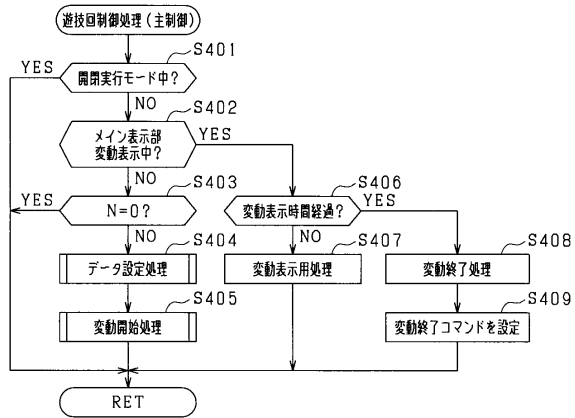 遊技回制御処理(主制御)
S401
開閉実行モード中?
YES
NO
S402
メイン表示部
変動表示中?
YES
NO
S403
N=0?
YES
NO
S404
データ設定処理
S405
変動開始処理
S406
変動表示時間経過?
YES
NO
S407
変動表示用処理
S408
変動終了処理
S409
変動終了コマンドを設定
RET